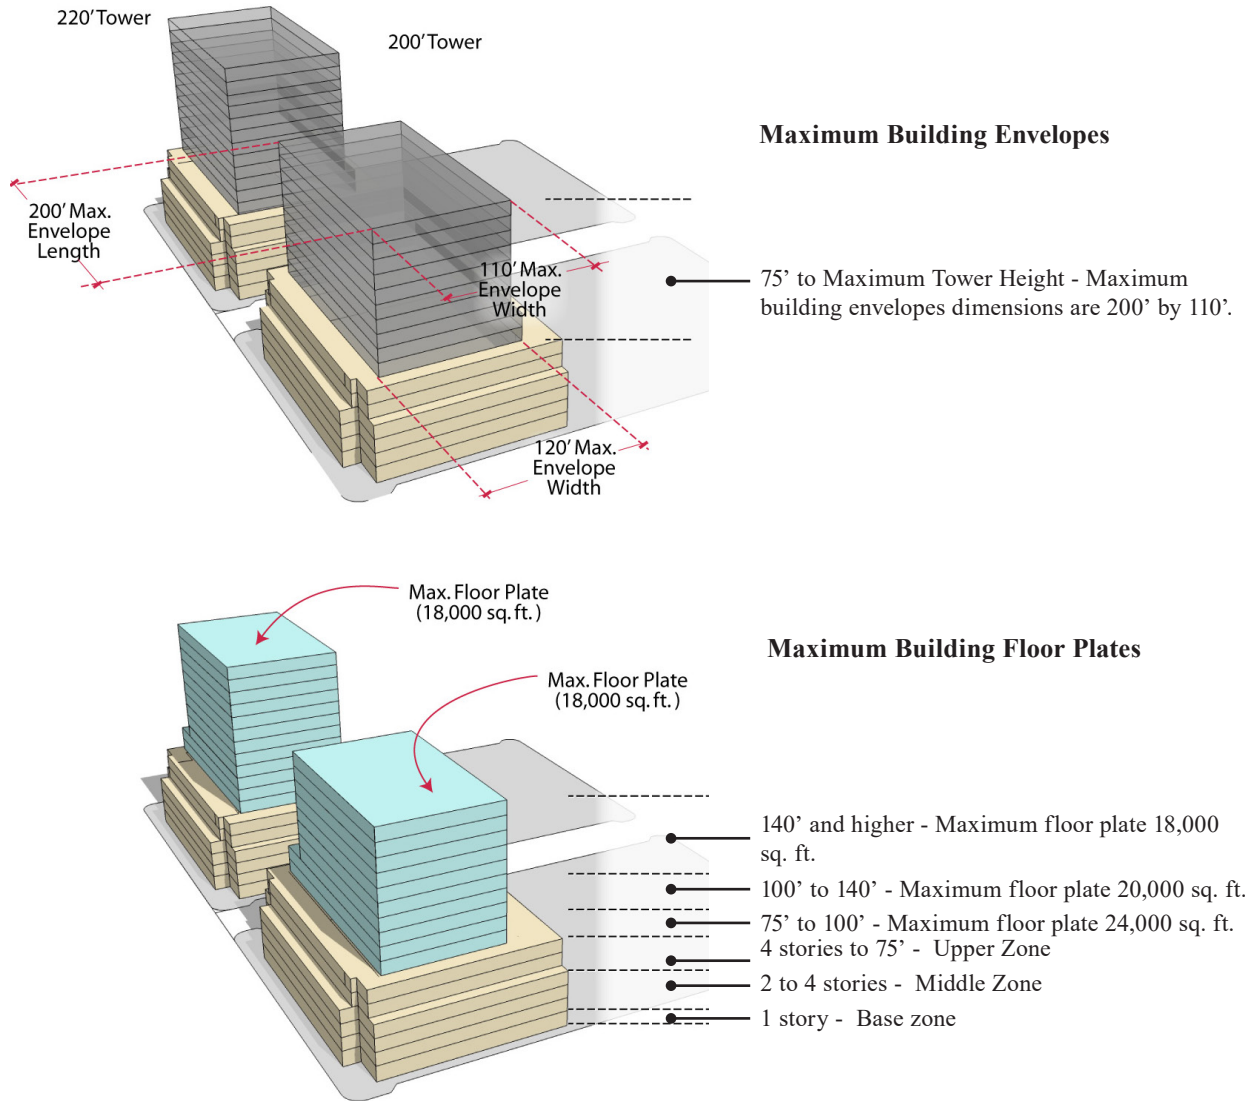 220' Tower
200' Tower
Maximum Building Envelopes
200' Max.
Envelope
Length
110' Max.
Envelope
Width
75’ to Maximum Tower Height - Maximum
building envelopes dimensions are 200’ by 110’.
120' Max.
Envelope
Width
Max. Floor Plate
(18,000 sq. ft. )
Maximum Building Floor Plates
Max. Floor Plate
(18,000 sq. ft. )
140’ and higher - Maximum floor plate 18,000
sq. ft.
100’ to 140’ - Maximum floor plate 20,000 sq. ft.
75’ to 100’ - Maximum floor plate 24,000 sq. ft.
4 stories to 75’ - Upper Zone
2 to 4 stories - Middle Zone
1 story - Base zone